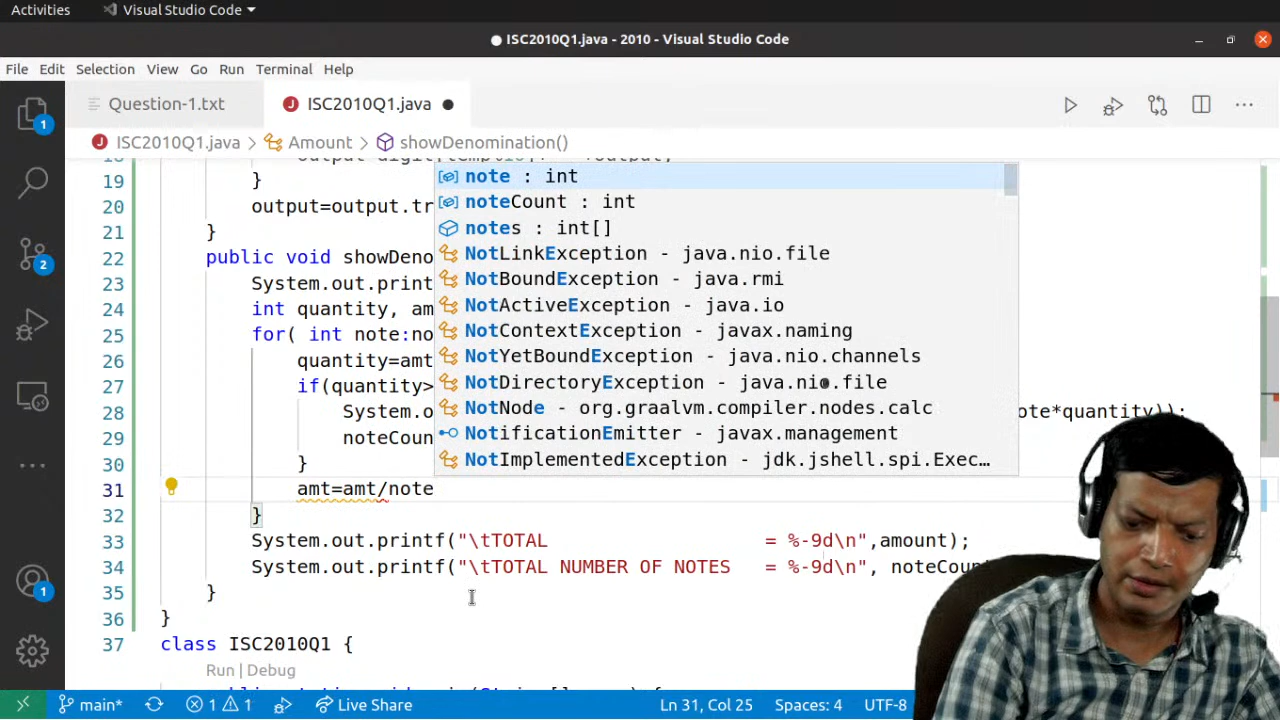 Activities Visual Studio Code
ISC2010Q1.java - 2010 - Visual Studio Code
File Edit Selection View Go Run Terminal Help
Question-1.txt ISC2010Q1.java
ISC2010Q1.java > Amount > showDenomination()
19 }
20 output=output.tr
21 }
22 public void showDeno
23 System.out.print
24 int quantity, am
25 for( int note:no
26 quantity=amt
27 if(quantity>
28 System.o ote*quantity));
29 noteCoun
30 }
31 amt=amt/note
32 }
33 System.out.printf("\tTOTAL = %-9d\n",amount);
34 System.out.printf("\tTOTAL NUMBER OF NOTES = %-9d\n", noteCoun
35 }
36 }
37 class ISC2010Q1 {
Run | Debug
note : int
noteCount : int
notes : int[]
NotLinkException - java.nio.file
NotBoundException - java.rmi
NotActiveException - java.io
NotContextException - javax.naming
NotYetBoundException - java.nio.channels
NotDirectoryException - java.nio.file
NotNode - org.graalvm.compiler.nodes.calc
NotificationEmitter - javax.management
NotImplementedException - jdk.jshell.spi.Exec…
1
2
1
main* 1 1 Live Share Ln 31, Col 25 Spaces: 4 UTF-8